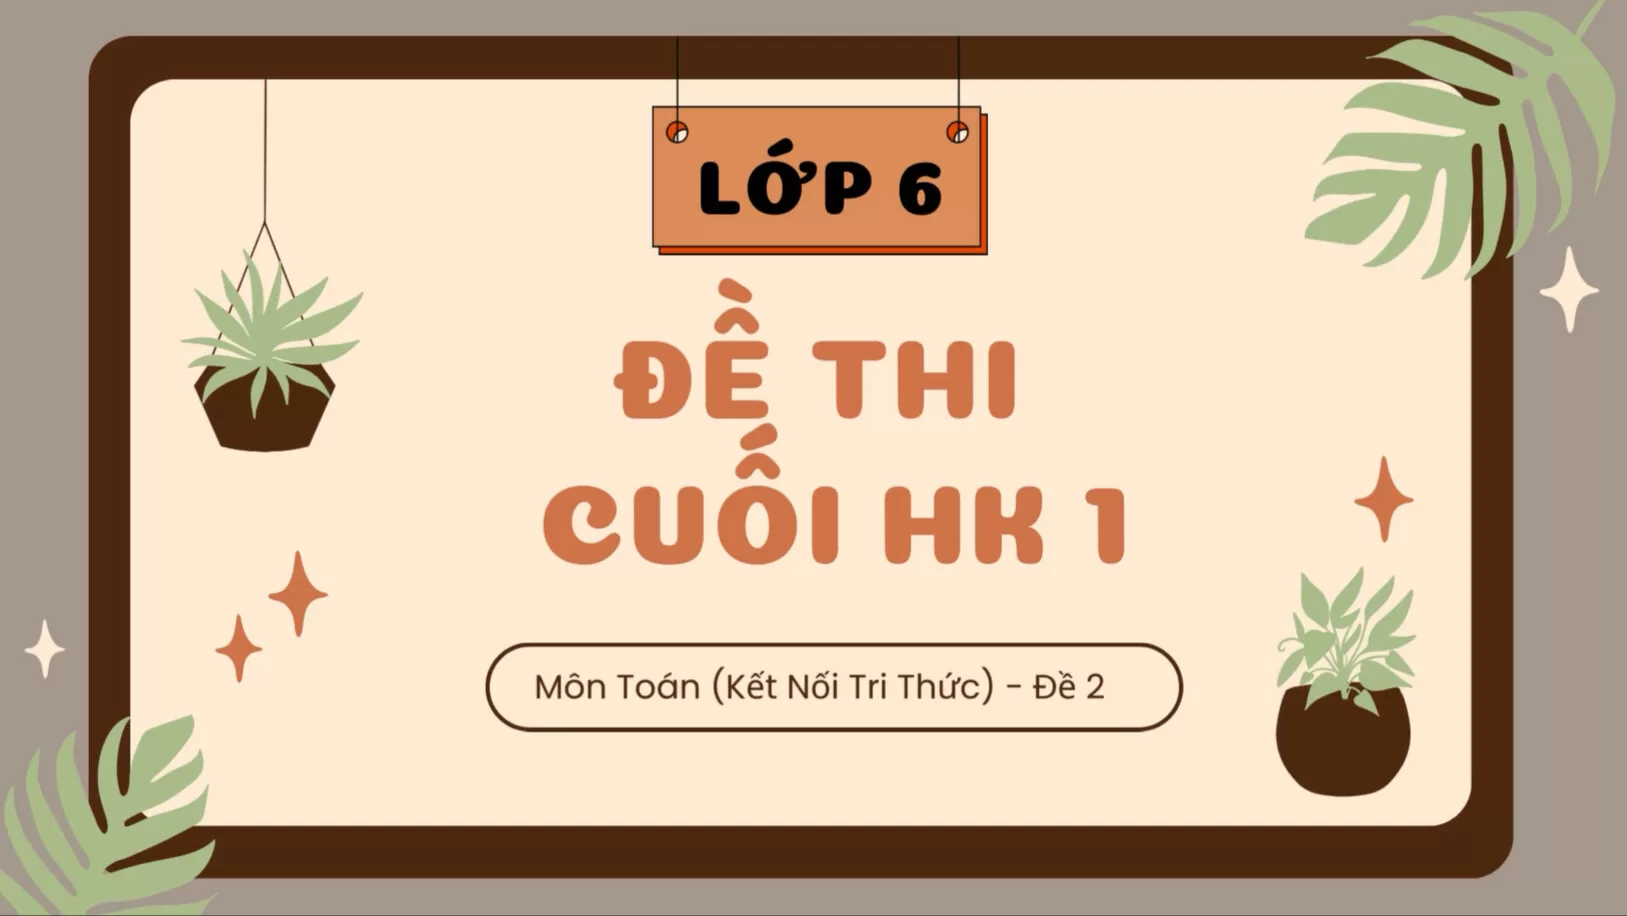 LỚP 6
ĐỀ THI
CUỐI HK 1
Môn Toán (Kết Nối Tri Thức) - Đề 2